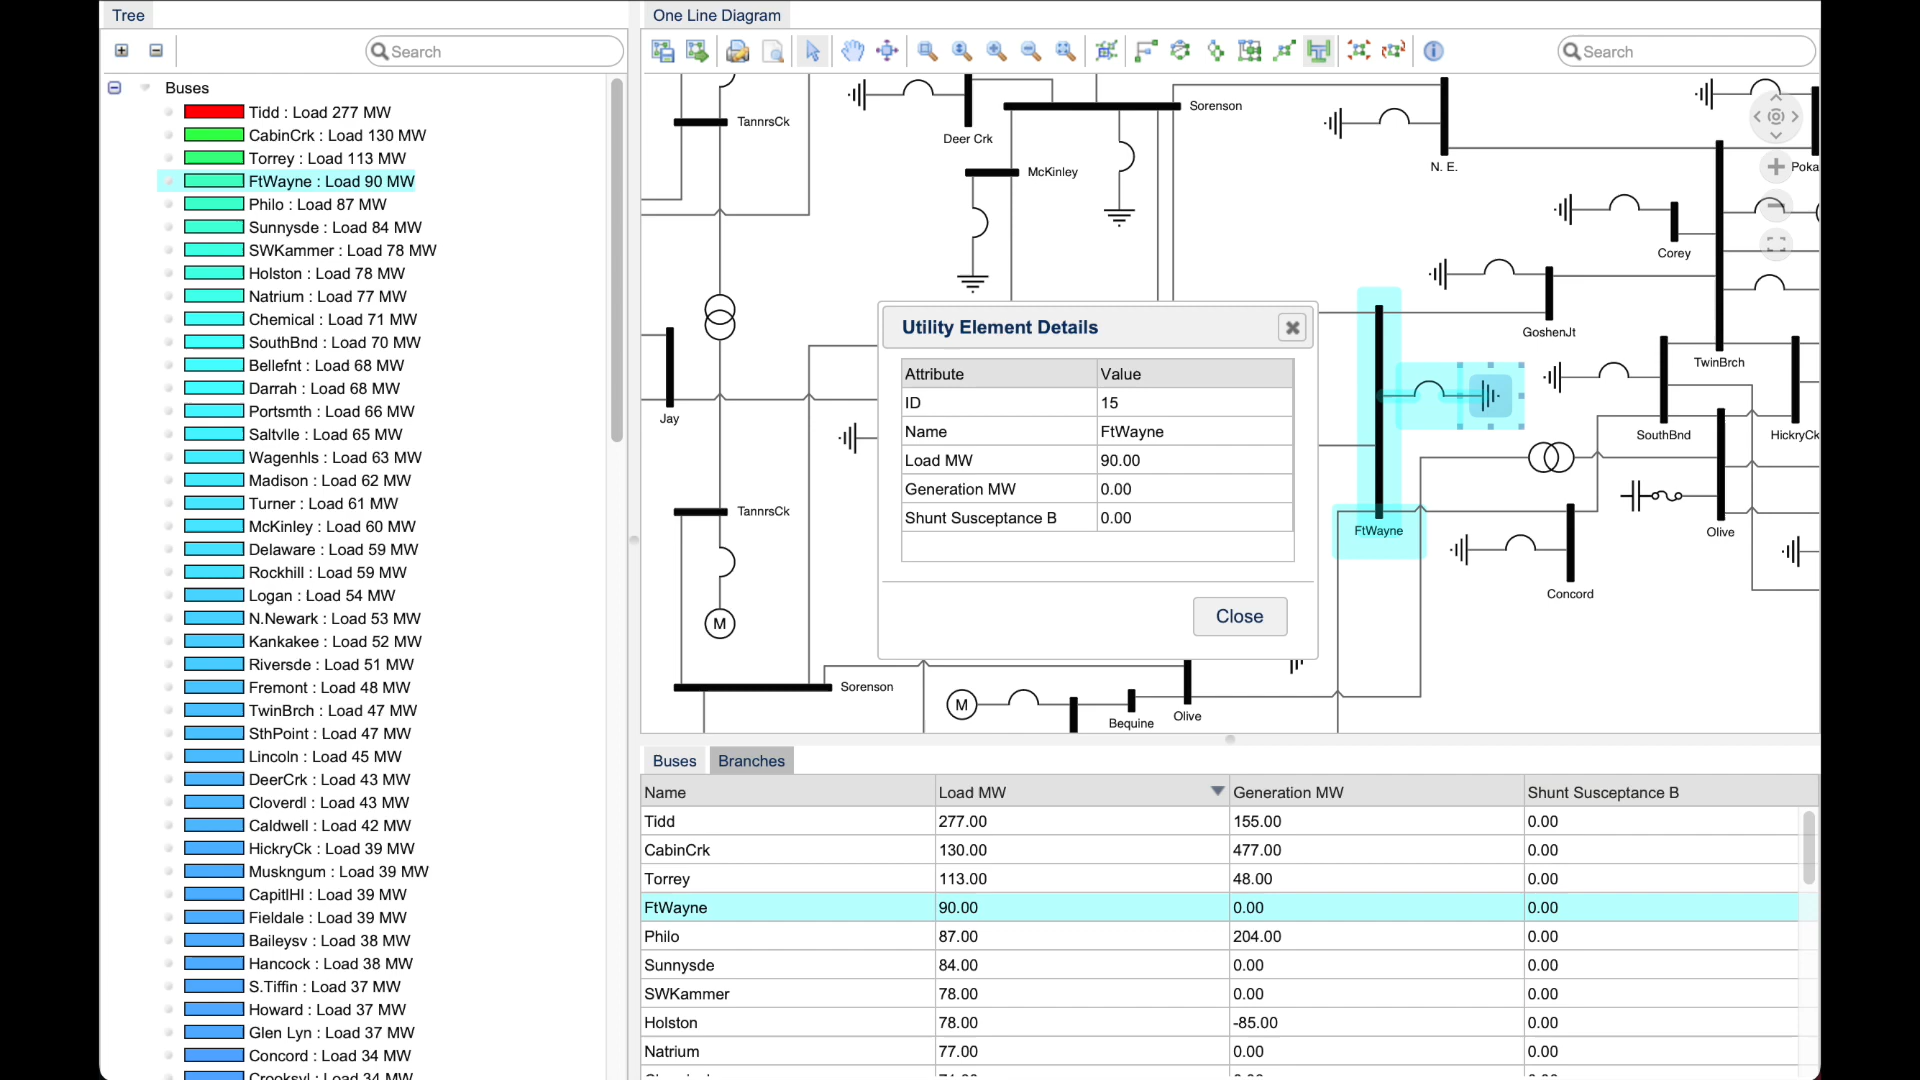 Tree
Search
Buses
Tidd : Load 277 MW
CabinCrk : Load 130 MW
Torrey : Load 113 MW
FtWayne : Load 90 MW
Philo : Load 87 MW
Sunnysde : Load 84 MW
SWKammer : Load 78 MW
Holston : Load 78 MW
Natrium : Load 77 MW
Chemical : Load 71 MW
SouthBnd : Load 70 MW
Bellefnt : Load 68 MW
Darrah : Load 68 MW
Portsmth : Load 66 MW
Saltvlle : Load 65 MW
Wagenhls : Load 63 MW
Madison : Load 62 MW
Turner : Load 61 MW
McKinley : Load 60 MW
Delaware : Load 59 MW
Rockhill : Load 59 MW
Logan : Load 54 MW
N.Newark : Load 53 MW
Kankakee : Load 52 MW
Riversde : Load 51 MW
Fremont : Load 48 MW
TwinBrch : Load 47 MW
SthPoint : Load 47 MW
Lincoln : Load 45 MW
DeerCrk : Load 43 MW
Cloverdl : Load 43 MW
Caldwell : Load 42 MW
HickryCk : Load 39 MW
Muskngum : Load 39 MW
CapitlHl : Load 39 MW
Fieldale : Load 39 MW
Baileysv : Load 38 MW
Hancock : Load 38 MW
S.Tiffin : Load 37 MW
Howard : Load 37 MW
Glen Lyn : Load 37 MW
Concord : Load 34 MW
Crooksvl : Load 34 MW
One Line Diagram
Search
TannrsCk
Deer Crk
Sorenson
McKinley
N. E.
Poka
Corey
GoshenJt
TwinBrch
Jay
SouthBnd
HickryCk
TannrsCk
FtWayne
Olive
Concord
M
Sorenson
M
Bequine
Olive
Utility Element Details
Attribute Value
ID 15
Name FtWayne
Load MW 90.00
Generation MW 0.00
Shunt Susceptance B 0.00
Close
Buses Branches
Name Load MW Generation MW Shunt Susceptance B
Tidd 277.00 155.00 0.00
CabinCrk 130.00 477.00 0.00
Torrey 113.00 48.00 0.00
FtWayne 90.00 0.00 0.00
Philo 87.00 204.00 0.00
Sunnysde 84.00 0.00 0.00
SWKammer 78.00 0.00 0.00
Holston 78.00 -85.00 0.00
Natrium 77.00 0.00 0.00